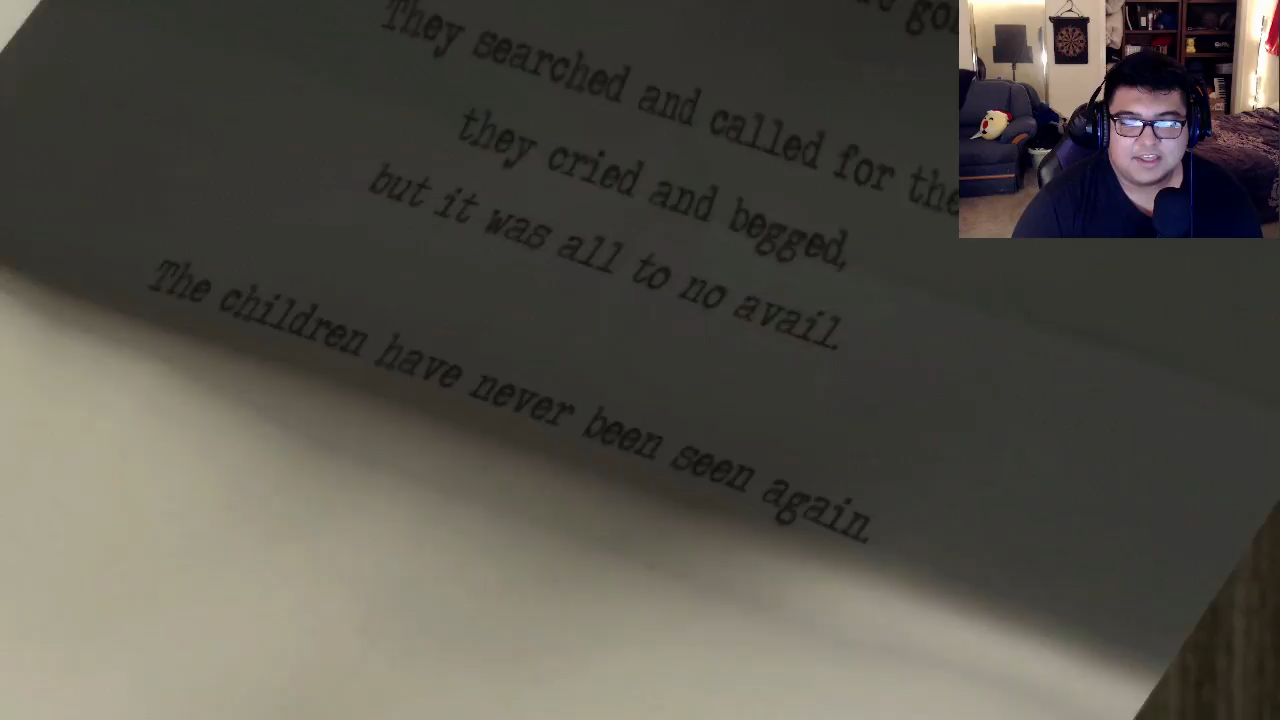 gon
They searched and called for the
they cried and begged,
but it was all to no avail.
The children have never been seen again.